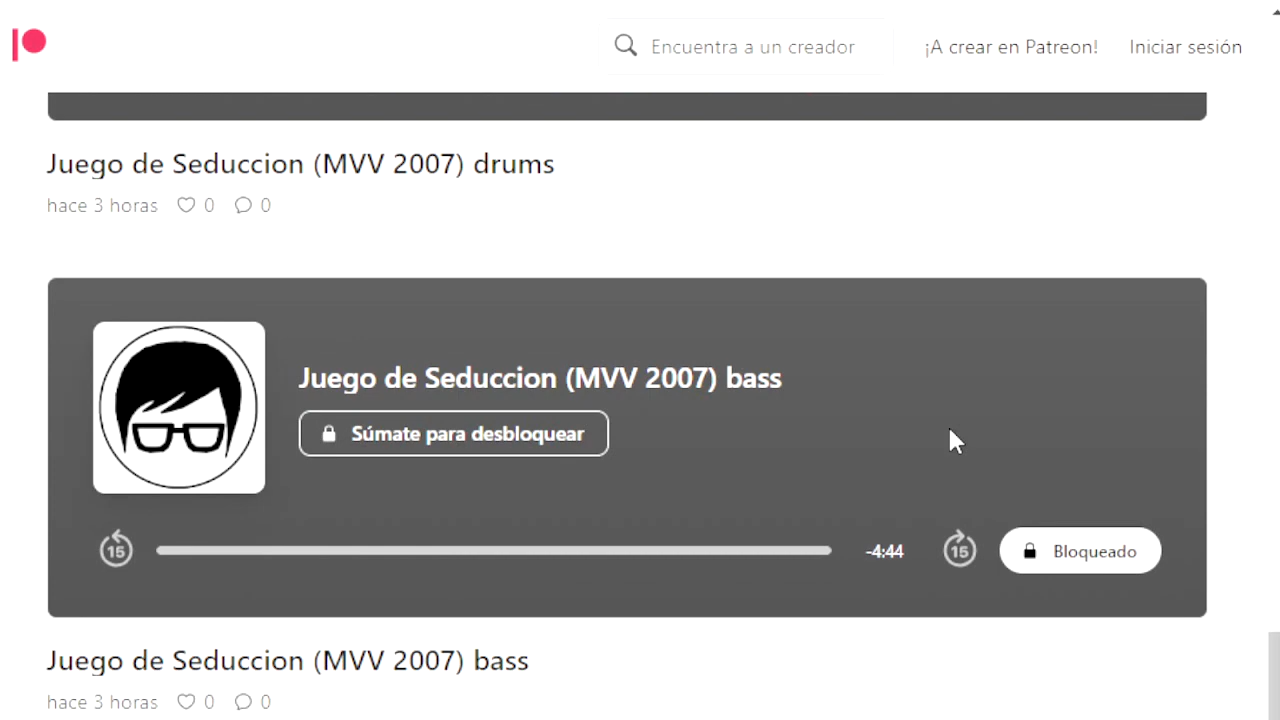 Encuentra a un creador
¡A crear en Patreon!
Iniciar sesión
Juego de Seduccion (MVV 2007) drums
hace 3 horas 0 0
Juego de Seduccion (MVV 2007) bass
Súmate para desbloquear
15
-4:44
15
Bloqueado
Juego de Seduccion (MVV 2007) bass
hace 3 horas 0 0